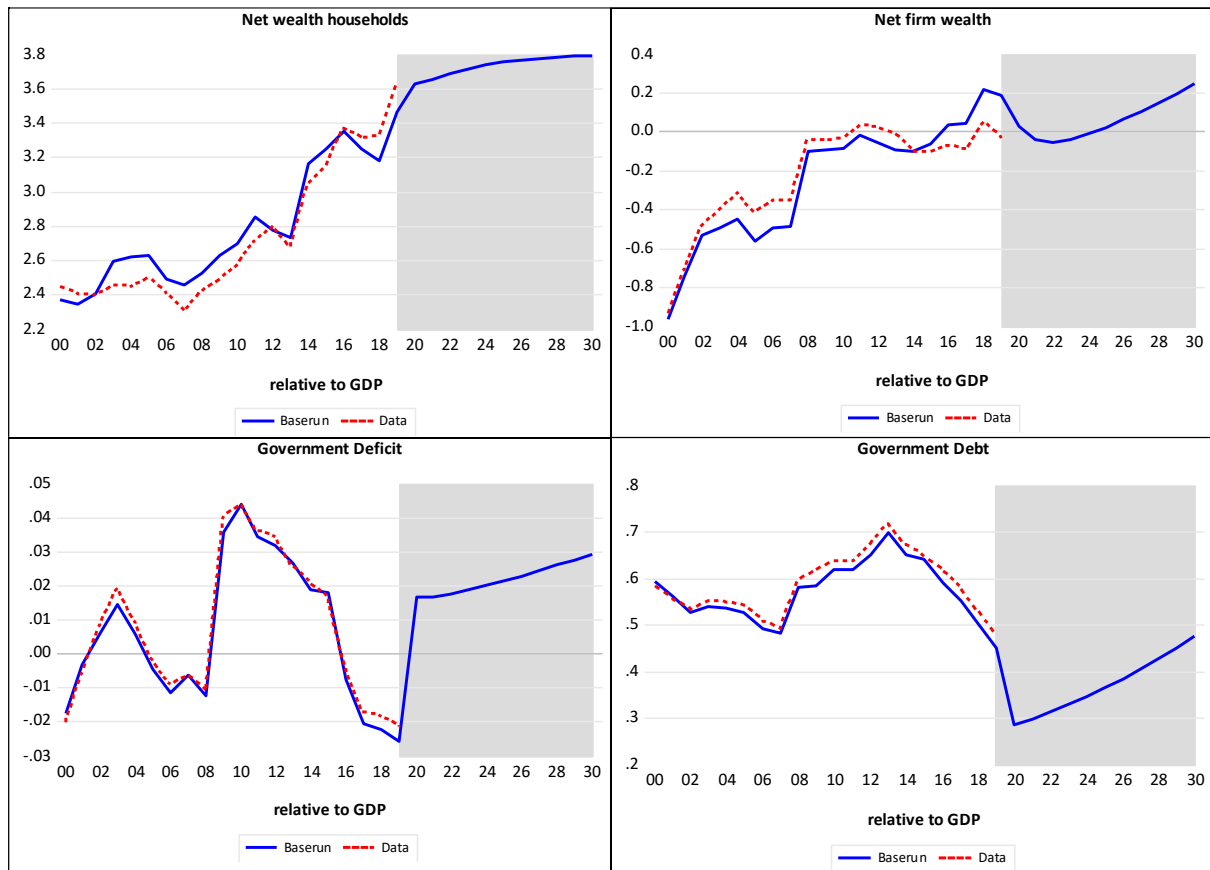 Net wealth households
3.8
3.6
3.4
3.2
3.0
2.8
2.6
2.4
2.2
00 02 04 06 08 10 12 14 16 18 20 22 24 26 28 30
relative to GDP
Baserun Data
Net firm wealth
0.4
0.2
0.0
-0.2
-0.4
-0.6
-0.8
-1.0
00 02 04 06 08 10 12 14 16 18 20 22 24 26 28 30
relative to GDP
Baserun Data
Government Deficit
.05
.04
.03
.02
.01
.00
-.01
-.02
-.03
00 02 04 06 08 10 12 14 16 18 20 22 24 26 28 30
relative to GDP
Baserun Data
Government Debt
.8
.7
.6
.5
.4
.3
.2
00 02 04 06 08 10 12 14 16 18 20 22 24 26 28 30
relative to GDP
Baserun Data